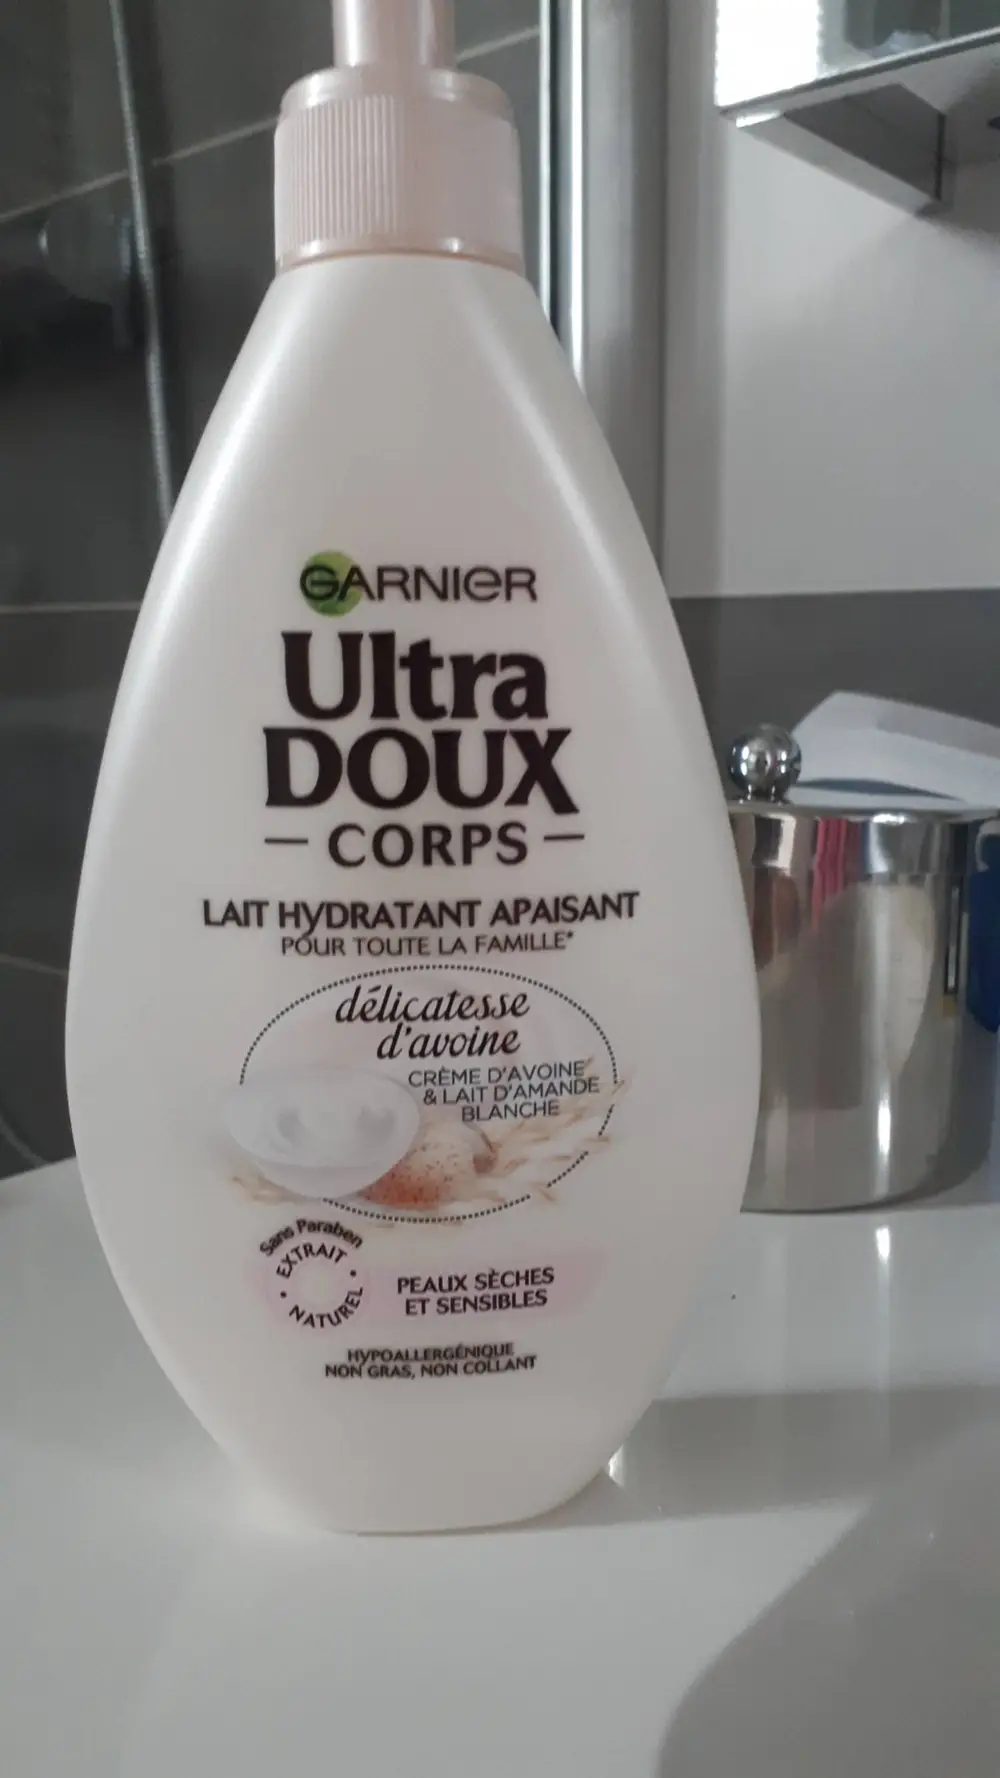 GARNIER
Ultra
DOUX
— CORPS —
LAIT HYDRATANT APAISANT
POUR TOUTE LA FAMILLE*
délicatesse
d'avoine
CRÈME D'AVOINE
& LAIT D'AMANDE
BLANCHE
Sans Paraben
EXTRAIT
• NATUREL •
PEAUX SÈCHES
ET SENSIBLES
HYPOALLERGÉNIQUE
NON GRAS, NON COLLANT